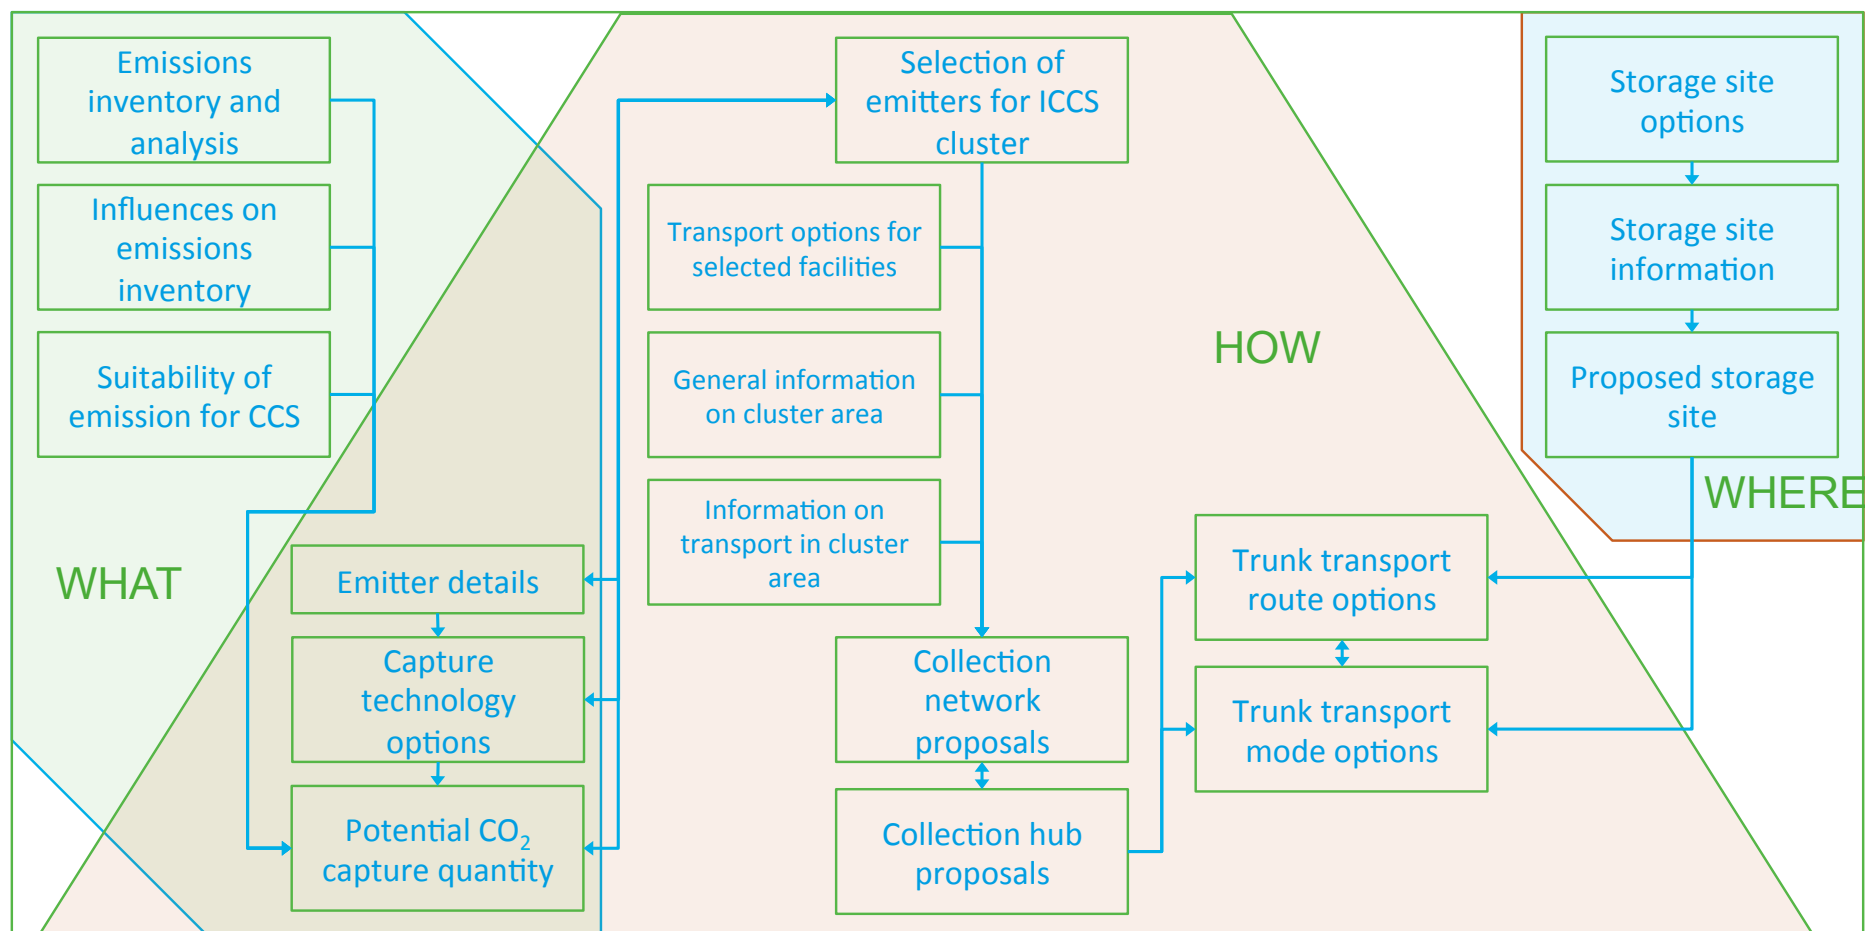 Emissions
inventory and
analysis
Influences on
emissions
inventory
Suitability of
emission for CCS
WHAT
Emitter details
Capture
technology
options
Potential CO₂
capture quantity
Selection of
emitters for ICCS
cluster
Transport options for
selected facilities
General information
on cluster area
Information on
transport in cluster
area
Collection
network
proposals
Collection hub
proposals
HOW
Trunk transport
route options
Trunk transport
mode options
Storage site
options
Storage site
information
Proposed storage
site
WHERE